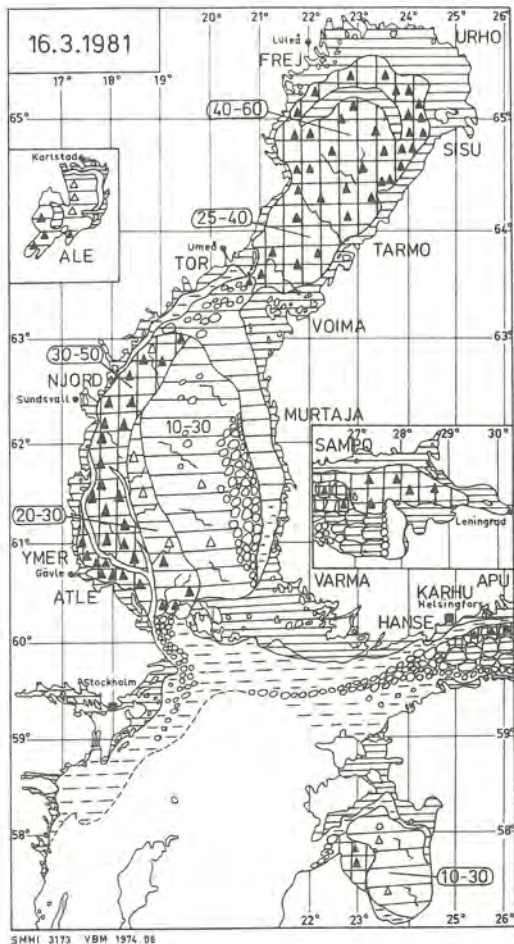 16.3.1981
20° 21° 22° 23° 24° 25° 26°
Luleå
URHO
FREJ
17° 18° 19°
40-60
65° 65°
SISU
Karlstad
ALE
64°
25-40
Umeå
TOR
TARMO
VOIMA
63° 63°
30-50
NJORD
Sundsvall
10-30
MURTAJA
62°
SAMPO
27° 28° 29° 30°
20-30
Leningrad
61°
YMER
Gävle
ATLE
VARMA
APU
KARHU
Helsingfors
HANSE
60°
Stockholm
59° 59°
58° 58°
10-30
22° 23° 24° 25° 26°
SMHI 3173 VBM 1974.06